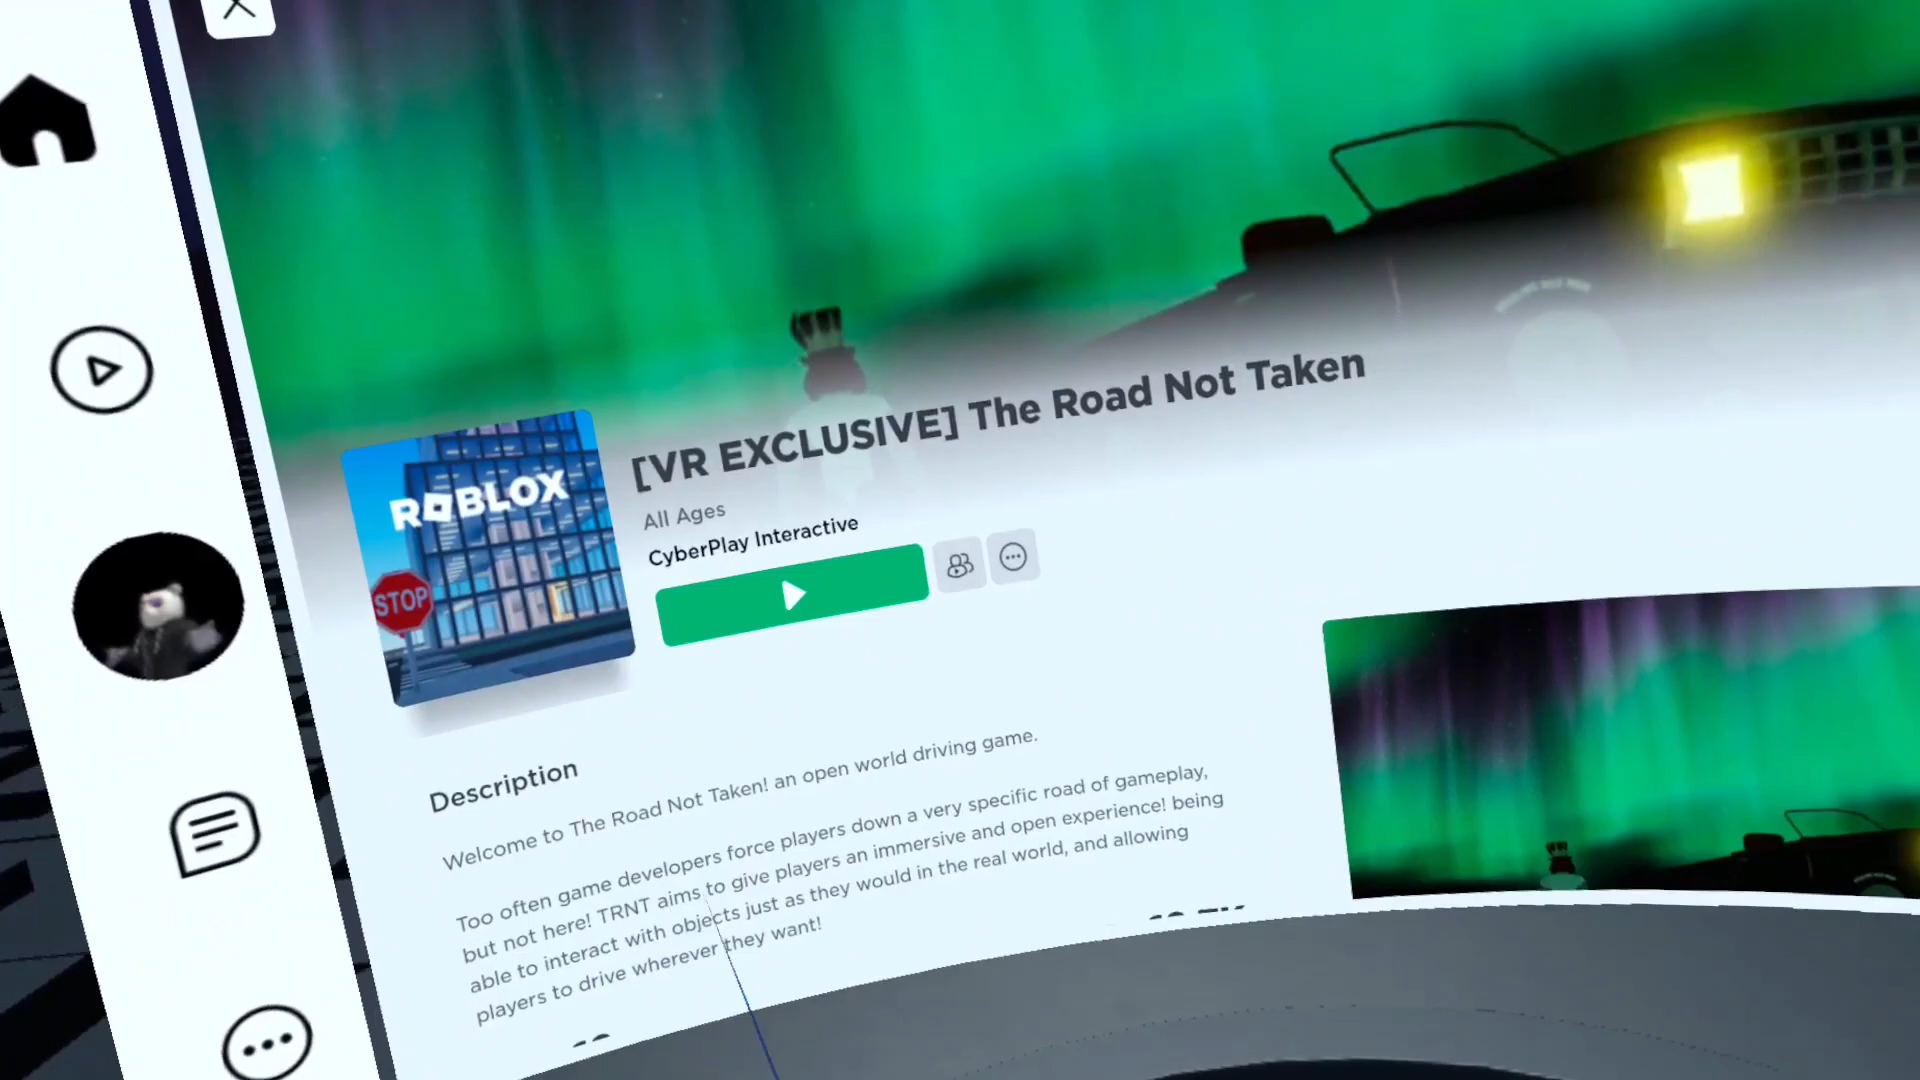 [VR EXCLUSIVE] The Road Not Taken
All Ages
CyberPlay Interactive
ROBLOX
STOP
Description
Welcome to The Road Not Taken! an open world driving game.
Too often game developers force players down a very specific road of gameplay,
but not here! TRNT aims to give players an immersive and open experience! being
able to interact with objects just as they would in the real world, and allowing
players to drive wherever they want!